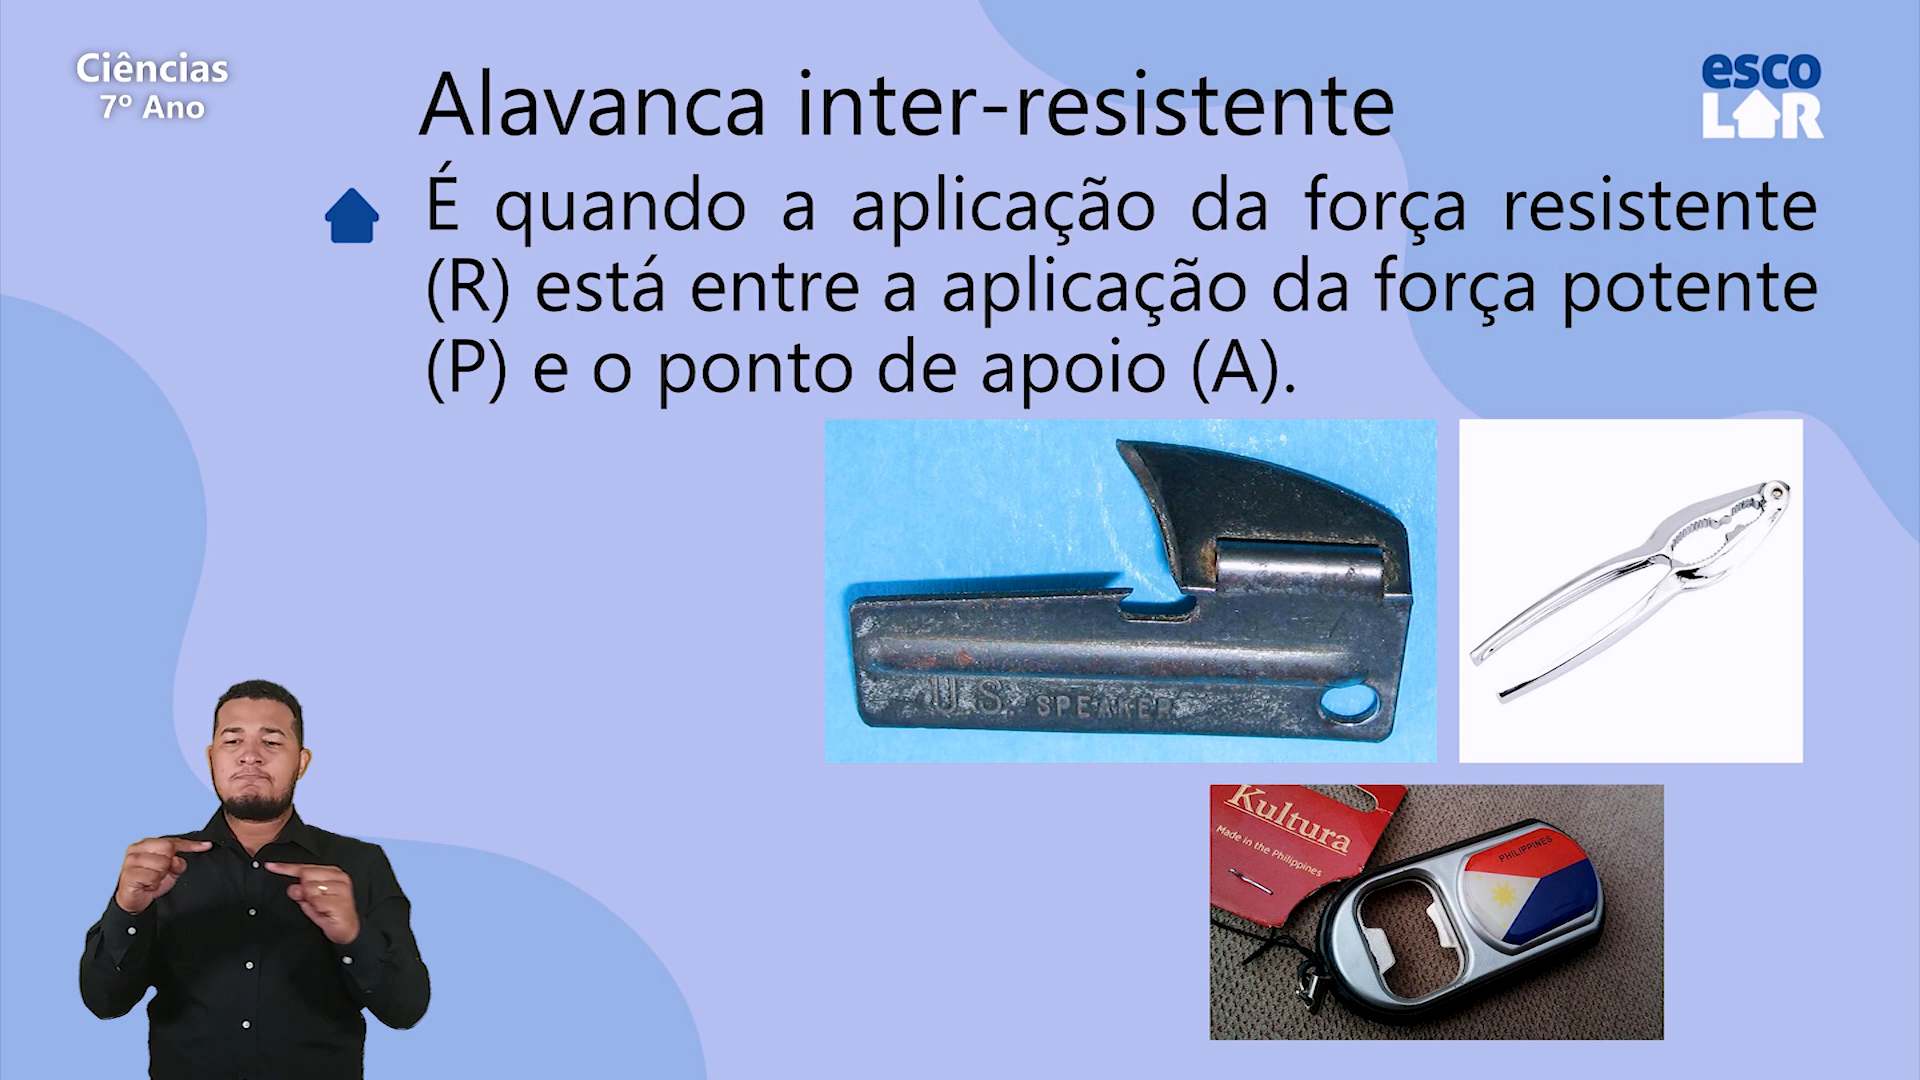 Ciências
7º Ano
Alavanca inter-resistente
esco
LAR
É quando a aplicação da força resistente
(R) está entre a aplicação da força potente
(P) e o ponto de apoio (A).
U.S. SPEAKER
Kultura
Made in the Philippines
PHILIPPINES